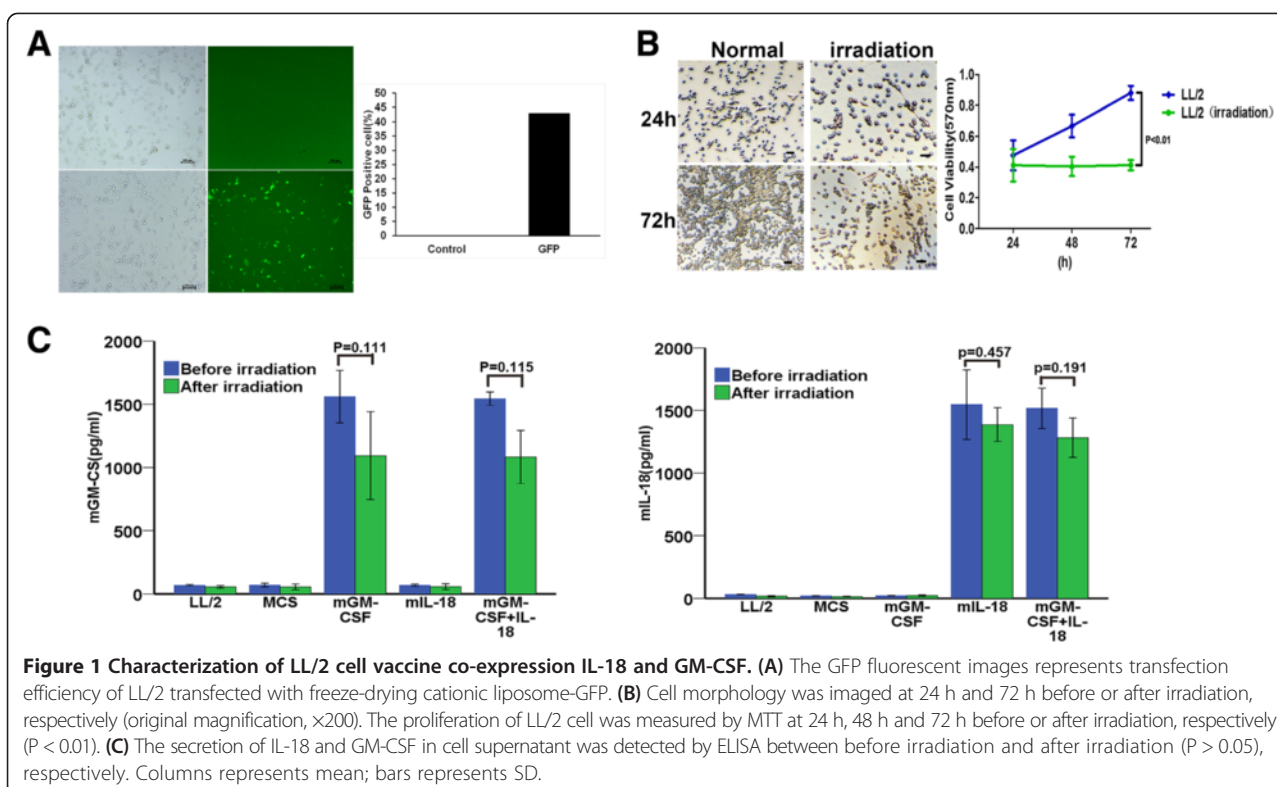 A
GFP Positive cell(%)
50
45
40
35
30
25
20
15
10
5
0
Control GFP
B
Normal irradiation
24h
72h
Cell Viability(570nm)
1.0
0.8
0.6
0.4
0.2
0.0
24 48 72
(h)
LL/2
LL/2 (irradiation)
P<0.01
C
mGM-CS(pg/ml)
2000
1500
1000
500
0
Before irradiation
After irradiation
P=0.111
P=0.115
LL/2 MCS mGM-CSF mIL-18 mGM-CSF+IL-18
mIL-18(pg/ml)
2000
1500
1000
500
0
Before irradiation
After irradiation
p=0.457
p=0.191
LL/2 MCS mGM-CSF mIL-18 mGM-CSF+IL-18
Figure 1 Characterization of LL/2 cell vaccine co-expression IL-18 and GM-CSF. (A) The GFP fluorescent images represents transfection
efficiency of LL/2 transfected with freeze-drying cationic liposome-GFP. (B) Cell morphology was imaged at 24 h and 72 h before or after irradiation,
respectively (original magnification, ×200). The proliferation of LL/2 cell was measured by MTT at 24 h, 48 h and 72 h before or after irradiation, respectively
(P < 0.01). (C) The secretion of IL-18 and GM-CSF in cell supernatant was detected by ELISA between before irradiation and after irradiation (P > 0.05),
respectively. Columns represents mean; bars represents SD.